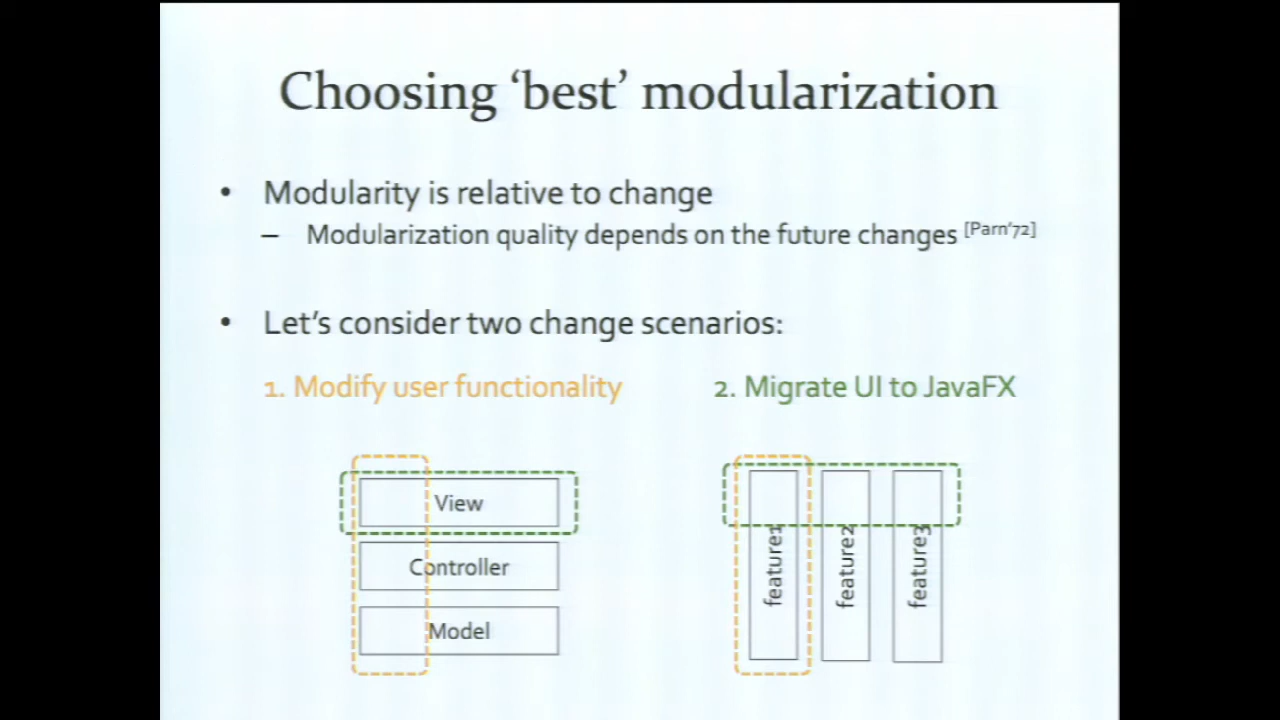 Choosing ‘best’ modularization
• Modularity is relative to change
– Modularization quality depends on the future changes [Parn’72]
• Let’s consider two change scenarios:
1. Modify user functionality
2. Migrate UI to JavaFX
View
Controller
Model
feature1
feature2
feature3